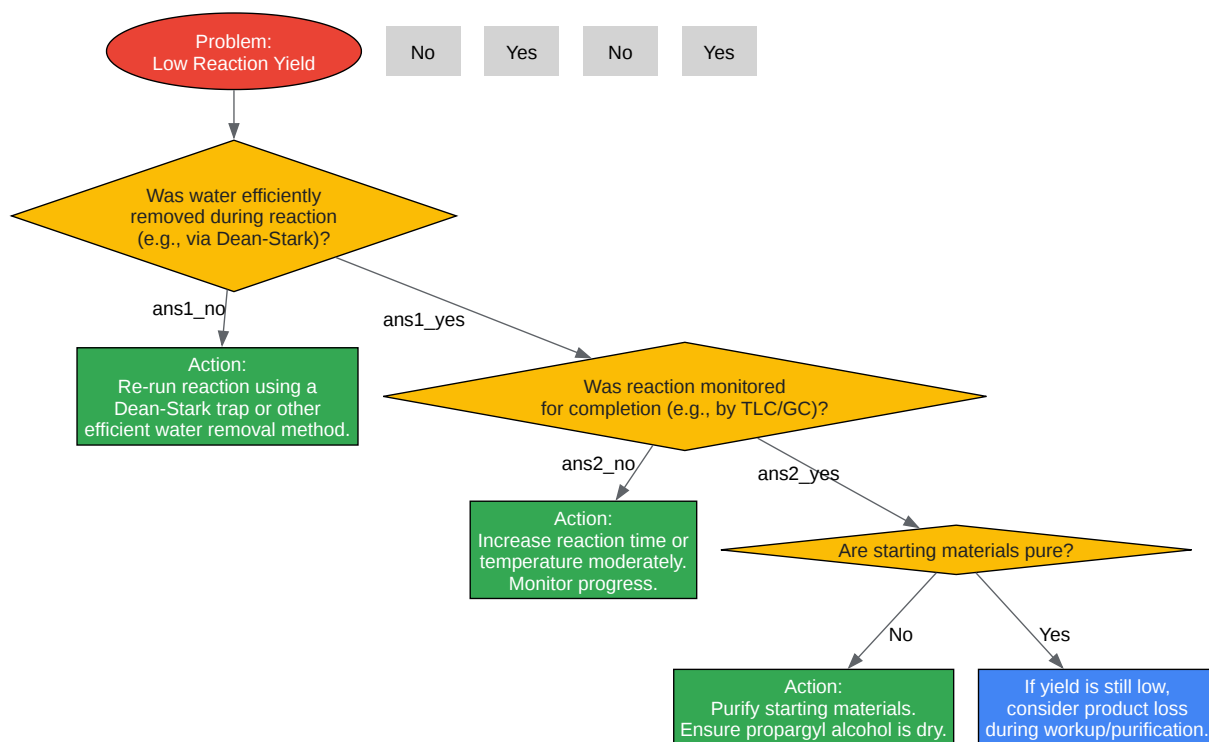 Problem:
Low Reaction Yield
No
Yes
No
Yes
Was water efficiently
removed during reaction
(e.g., via Dean-Stark)?
ans1_no
ans1_yes
Action:
Re-run reaction using a
Dean-Stark trap or other
efficient water removal method.
Was reaction monitored
for completion (e.g., by TLC/GC)?
ans2_no
ans2_yes
Action:
Increase reaction time or
temperature moderately.
Monitor progress.
Are starting materials pure?
No
Yes
Action:
Purify starting materials.
Ensure propargyl alcohol is dry.
If yield is still low,
consider product loss
during workup/purification.